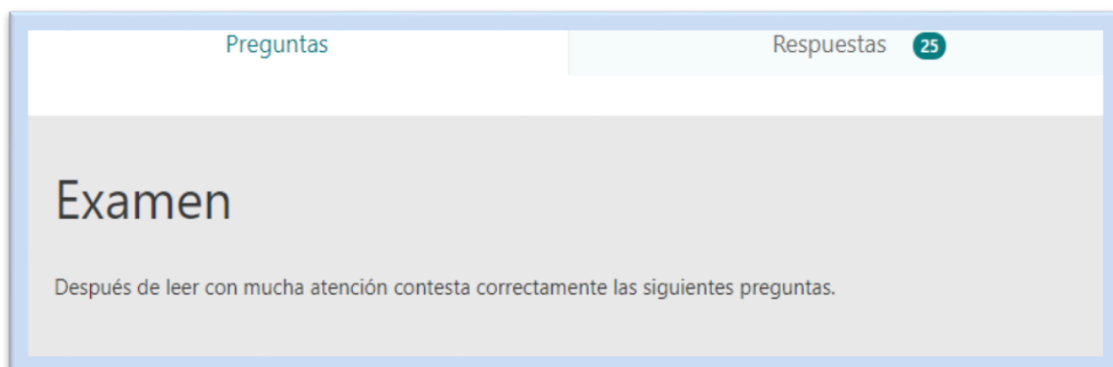 Preguntas
Respuestas 25
Examen
Después de leer con mucha atención contesta correctamente las siguientes preguntas.